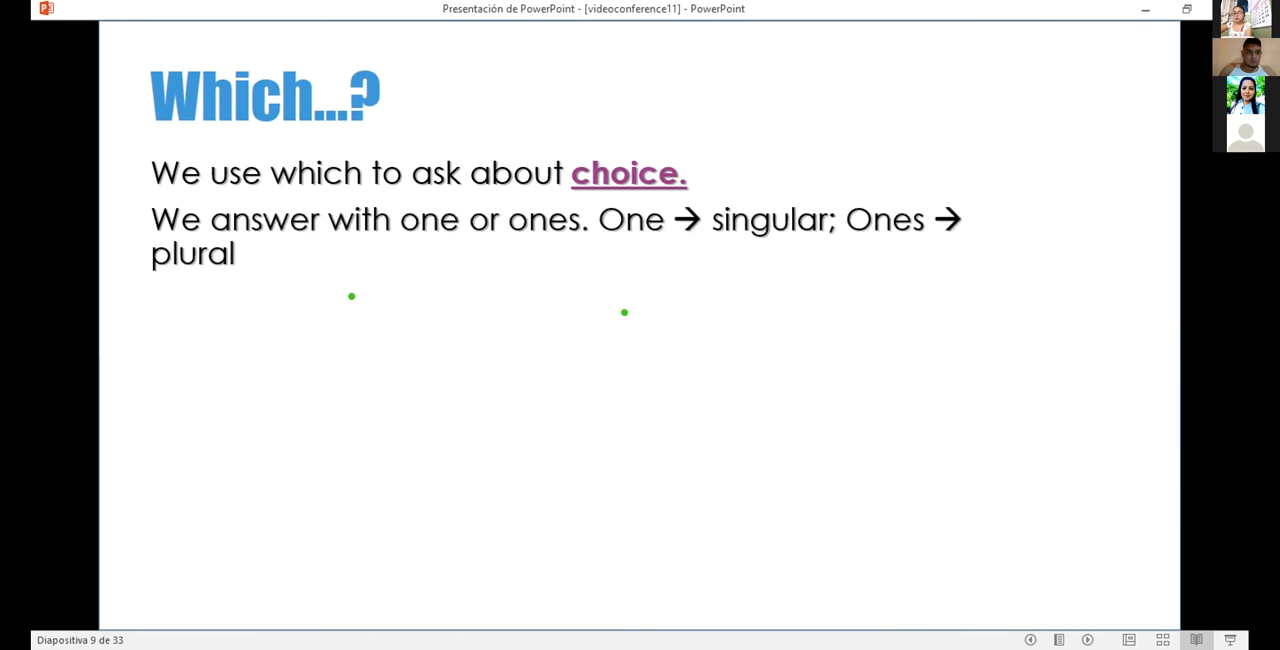 Presentación de PowerPoint - [videoconference11] - PowerPoint
Which...?
We use which to ask about choice.
We answer with one or ones. One → singular; Ones →
plural
Diapositiva 9 de 33